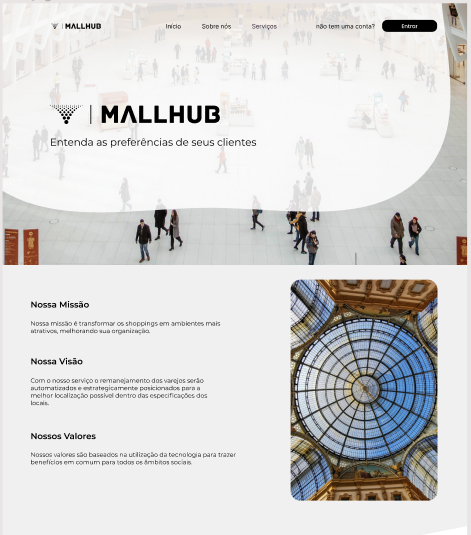 MALLHUB
Início Sobre nós Serviços não tem uma conta? Entrar
MALLHUB
Entenda as preferências de seus clientes
Nossa Missão
Nossa missão é transformar os shoppings em ambientes mais
atrativos, melhorando sua organização.
Nossa Visão
Com o nosso serviço o remanejamento dos varejos serão
automatizados e estrategicamente posicionados para a
melhor localização possível dentro das especificações dos
locais.
Nossos Valores
Nossos valores são baseados na utilização da tecnologia para trazer
benefícios em comum para todos os âmbitos sociais.